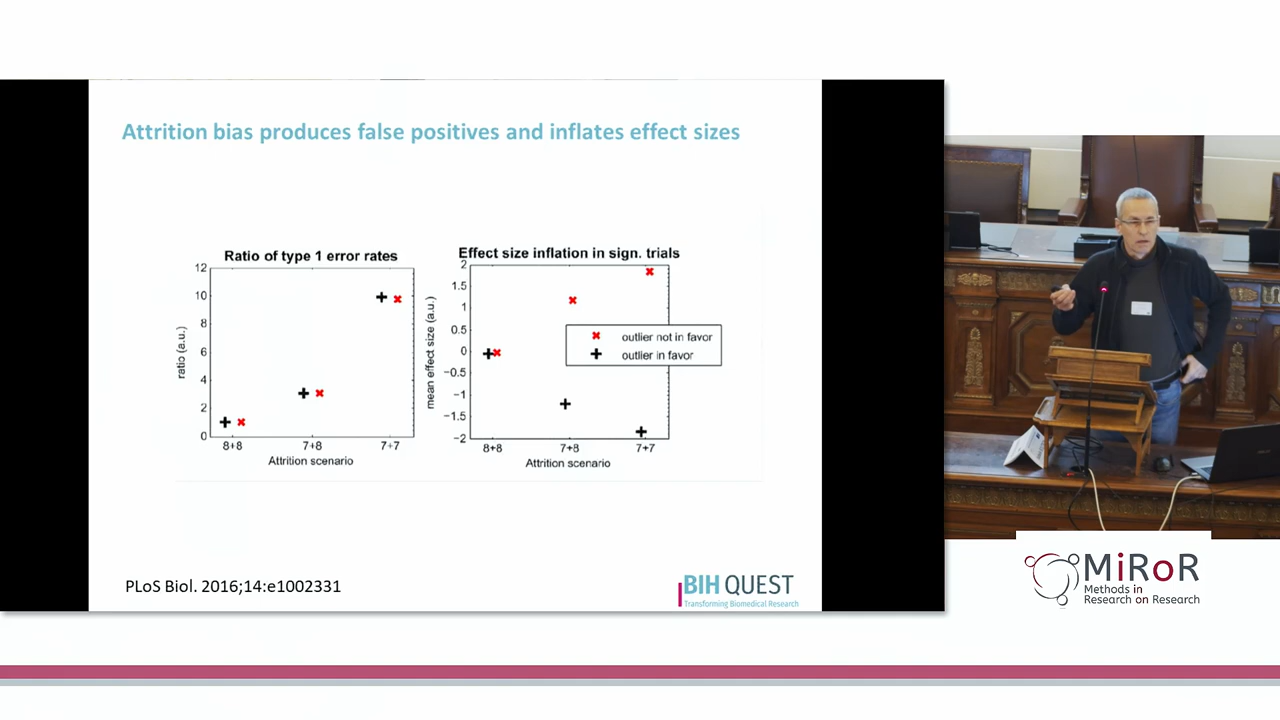 Attrition bias produces false positives and inflates effect sizes
Ratio of type 1 error rates
12
10
8
6
4
2
0
ratio (a.u.)
8+8
7+8
7+7
Attrition scenario
Effect size inflation in sign. trials
2
1.5
1
0.5
0
−0.5
−1
−1.5
−2
mean effect size (a.u.)
outlier not in favor
outlier in favor
8+8
7+8
7+7
Attrition scenario
PLoS Biol. 2016;14:e1002331
BIH QUEST
Transforming Biomedical Research
MiRoR
Methods in
Research on Research